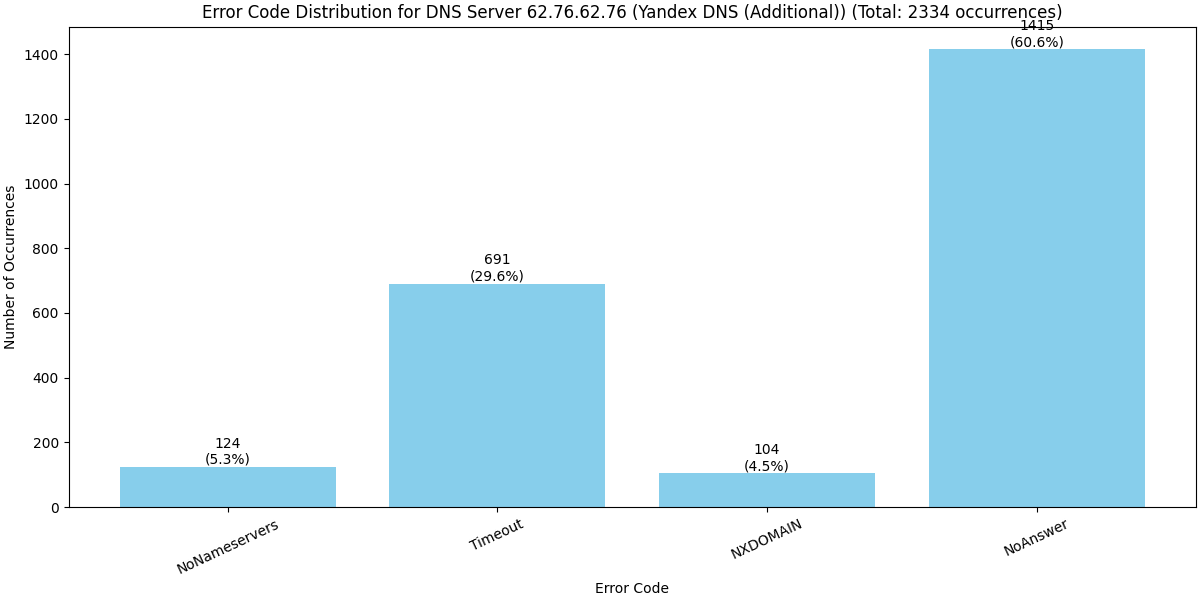 Error Code Distribution for DNS Server 62.76.62.76 (Yandex DNS (Additional)) (Total: 2334 occurrences)
Number of Occurrences
1400
1200
1000
800
600
400
200
0
124
(5.3%)
691
(29.6%)
104
(4.5%)
1415
(60.6%)
NoNameservers
Timeout
NXDOMAIN
NoAnswer
Error Code